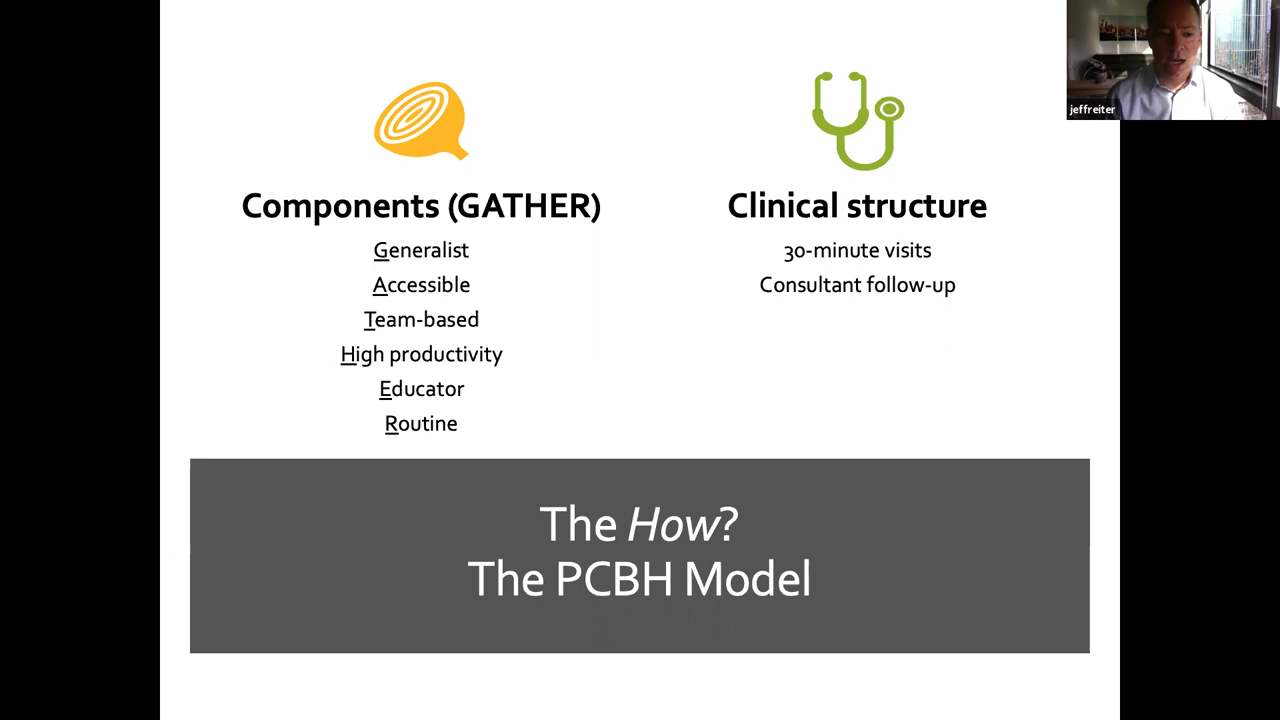 Components (GATHER)
Generalist
Accessible
Team-based
High productivity
Educator
Routine
Clinical structure
30-minute visits
Consultant follow-up
The How?
The PCBH Model
jeffreiter